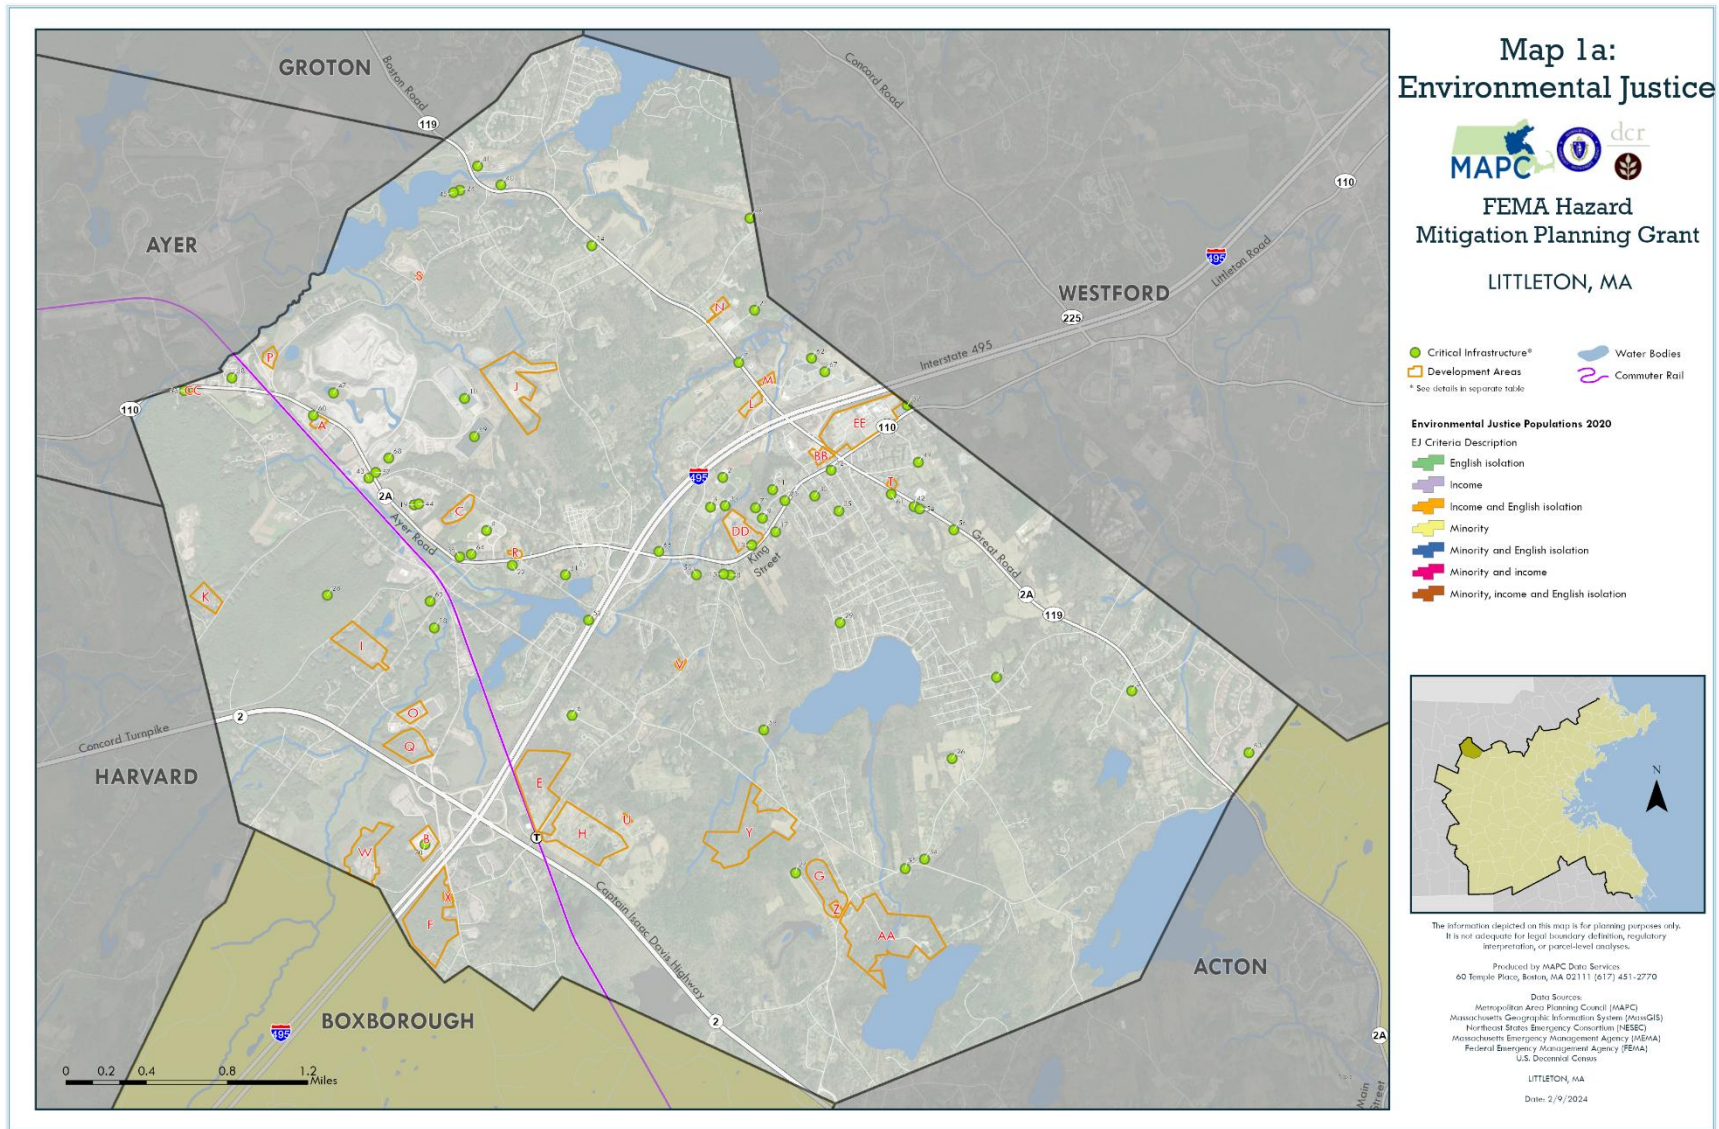 Map 1a:
Environmental Justice
MAPC
dcr
FEMA Hazard
Mitigation Planning Grant
LITTLETON, MA
Critical Infrastructure*
Development Areas
* See details in separate table
Water Bodies
Commuter Rail
Environmental Justice Populations 2020
EJ Criteria Description
English isolation
Income
Income and English isolation
Minority
Minority and English isolation
Minority and income
Minority, income and English isolation
N
The information depicted on this map is for planning purposes only.
It is not adequate for legal boundary definition, regulatory
interpretation, or parcel-level analyses.
Produced by MAPC Data Services
60 Temple Place, Boston, MA 02111 (617) 451-2770
Data Sources:
Metropolitan Area Planning Council (MAPC)
Massachusetts Geographic Information System (MassGIS)
Northeast States Emergency Consortium (NESEC)
Massachusetts Emergency Management Agency (MEMA)
Federal Emergency Management Agency (FEMA)
U.S. Decennial Census
LITTLETON, MA
Date: 2/9/2024
GROTON
Boston Road
119
Concord Road
110
AYER
495
Littleton Road
WESTFORD
225
Interstate 495
S
N
P
J
M
L
CC
110
A
EE
110
BB
495
T
2A
C
DD
Ayer Road
R
King
Street
Great Road
K
2A
119
I
V
O
2
Concord Turnpike
Q
HARVARD
E
H
U
T
Y
B
W
G
X
Z
F
AA
Captain Isaac Davis Highway
ACTON
BOXBOROUGH
495
2
2A
Main
Street
0 0.2 0.4 0.8 1.2
Miles